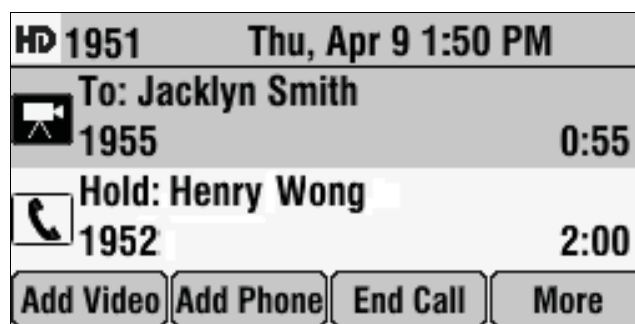 HD 1951 Thu, Apr 9 1:50 PM
To: Jacklyn Smith
1955 0:55
Hold: Henry Wong
1952 2:00
Add Video Add Phone End Call More